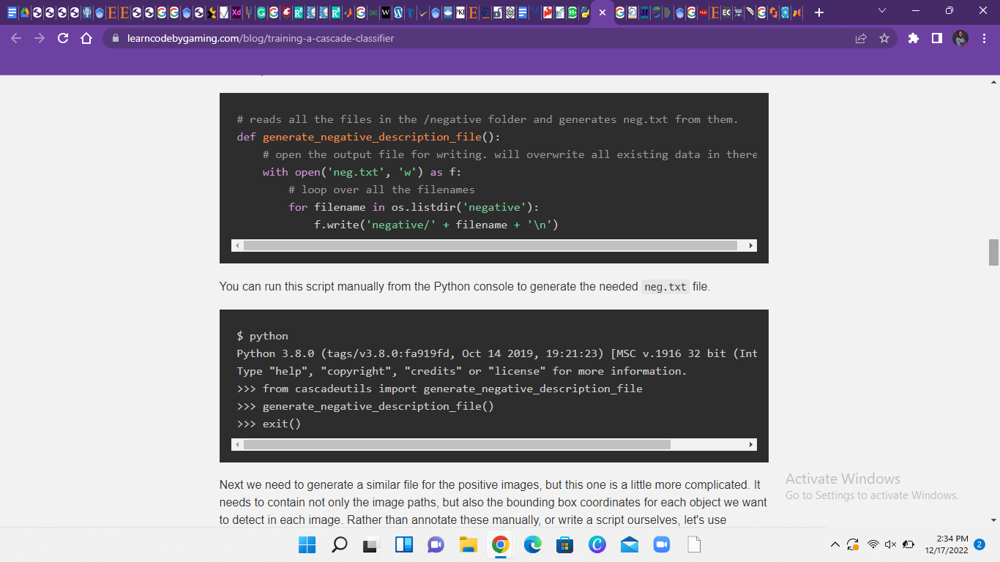 learncodebygaming.com/blog/training-a-cascade-classifier
# reads all the files in the /negative folder and generates neg.txt from them.
def generate_negative_description_file():
    # open the output file for writing. will overwrite all existing data in there
    with open('neg.txt', 'w') as f:
        # loop over all the filenames
        for filename in os.listdir('negative'):
            f.write('negative/' + filename + '\n')
You can run this script manually from the Python console to generate the needed neg.txt file.
$ python
Python 3.8.0 (tags/v3.8.0:fa919fd, Oct 14 2019, 19:21:23) [MSC v.1916 32 bit (Int
Type "help", "copyright", "credits" or "license" for more information.
>>> from cascadeutils import generate_negative_description_file
>>> generate_negative_description_file()
>>> exit()
Next we need to generate a similar file for the positive images, but this one is a little more complicated. It
needs to contain not only the image paths, but also the bounding box coordinates for each object we want
to detect in each image. Rather than annotate these manually, or write a script ourselves, let's use
Activate Windows
Go to Settings to activate Windows.
2:34 PM
12/17/2022
2